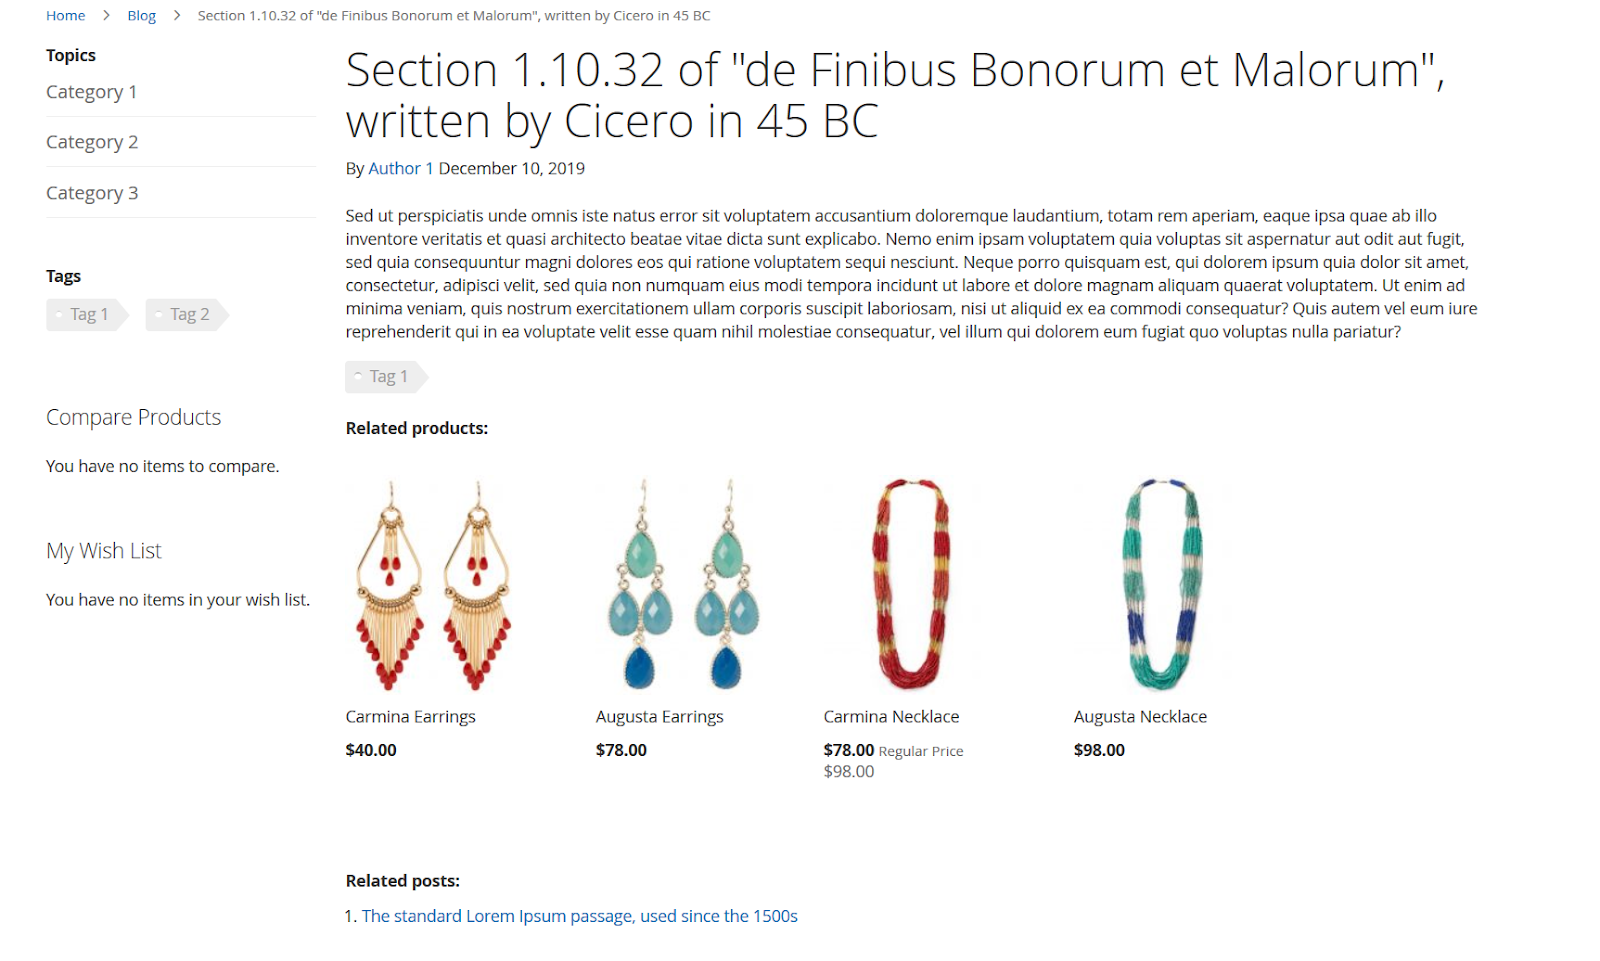 Home > Blog > Section 1.10.32 of "de Finibus Bonorum et Malorum", written by Cicero in 45 BC
Topics
Category 1
Category 2
Category 3
Tags
Tag 1 Tag 2
Compare Products
You have no items to compare.
My Wish List
You have no items in your wish list.
Section 1.10.32 of "de Finibus Bonorum et Malorum",
written by Cicero in 45 BC
By Author 1 December 10, 2019
Sed ut perspiciatis unde omnis iste natus error sit voluptatem accusantium doloremque laudantium, totam rem aperiam, eaque ipsa quae ab illo
inventore veritatis et quasi architecto beatae vitae dicta sunt explicabo. Nemo enim ipsam voluptatem quia voluptas sit aspernatur aut odit aut fugit,
sed quia consequuntur magni dolores eos qui ratione voluptatem sequi nesciunt. Neque porro quisquam est, qui dolorem ipsum quia dolor sit amet,
consectetur, adipisci velit, sed quia non numquam eius modi tempora incidunt ut labore et dolore magnam aliquam quaerat voluptatem. Ut enim ad
minima veniam, quis nostrum exercitationem ullam corporis suscipit laboriosam, nisi ut aliquid ex ea commodi consequatur? Quis autem vel eum iure
reprehenderit qui in ea voluptate velit esse quam nihil molestiae consequatur, vel illum qui dolorem eum fugiat quo voluptas nulla pariatur?
Tag 1
Related products:
Carmina Earrings
$40.00
Augusta Earrings
$78.00
Carmina Necklace
$78.00 Regular Price
$98.00
Augusta Necklace
$98.00
Related posts:
1. The standard Lorem Ipsum passage, used since the 1500s